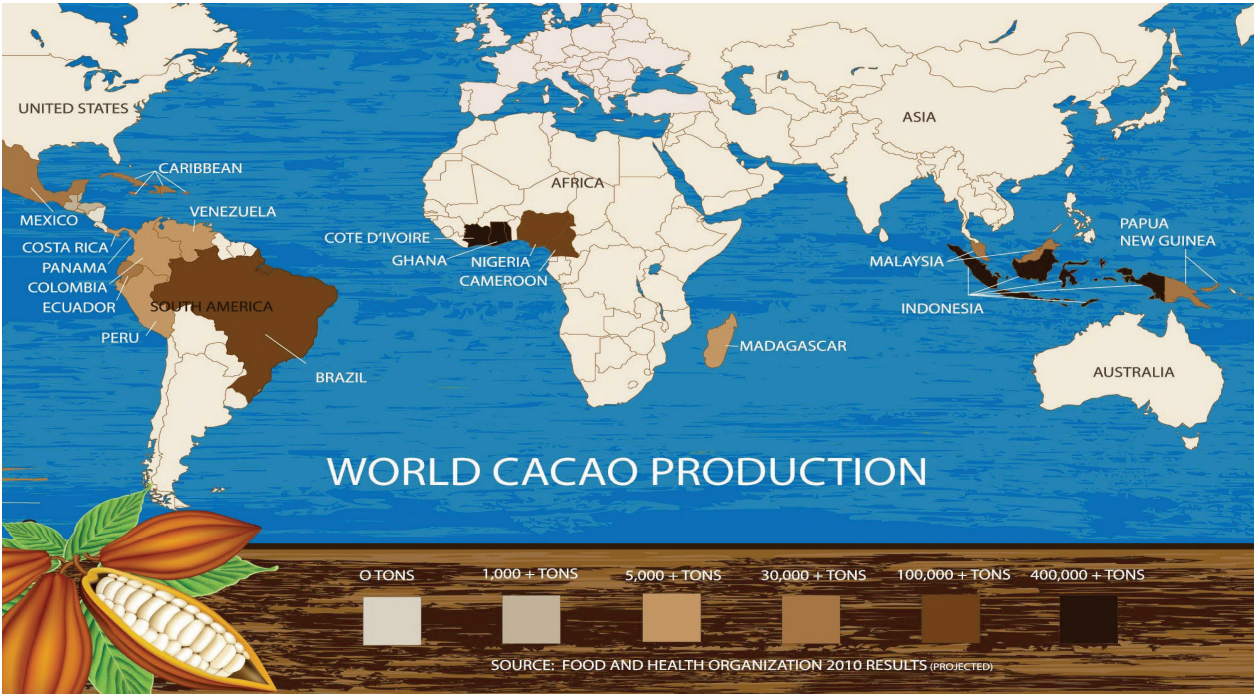 UNITED STATES
ASIA
CARIBBEAN
AFRICA
MEXICO
VENEZUELA
COTE D'IVOIRE
PAPUA
NEW GUINEA
COSTA RICA
GHANA
NIGERIA
MALAYSIA
PANAMA
CAMEROON
COLOMBIA
ECUADOR
SOUTH AMERICA
INDONESIA
PERU
MADAGASCAR
BRAZIL
AUSTRALIA
WORLD CACAO PRODUCTION
0 TONS
1,000 + TONS
5,000 + TONS
30,000 + TONS
100,000 + TONS
400,000 + TONS
SOURCE: FOOD AND HEALTH ORGANIZATION 2010 RESULTS (PROJECTED)